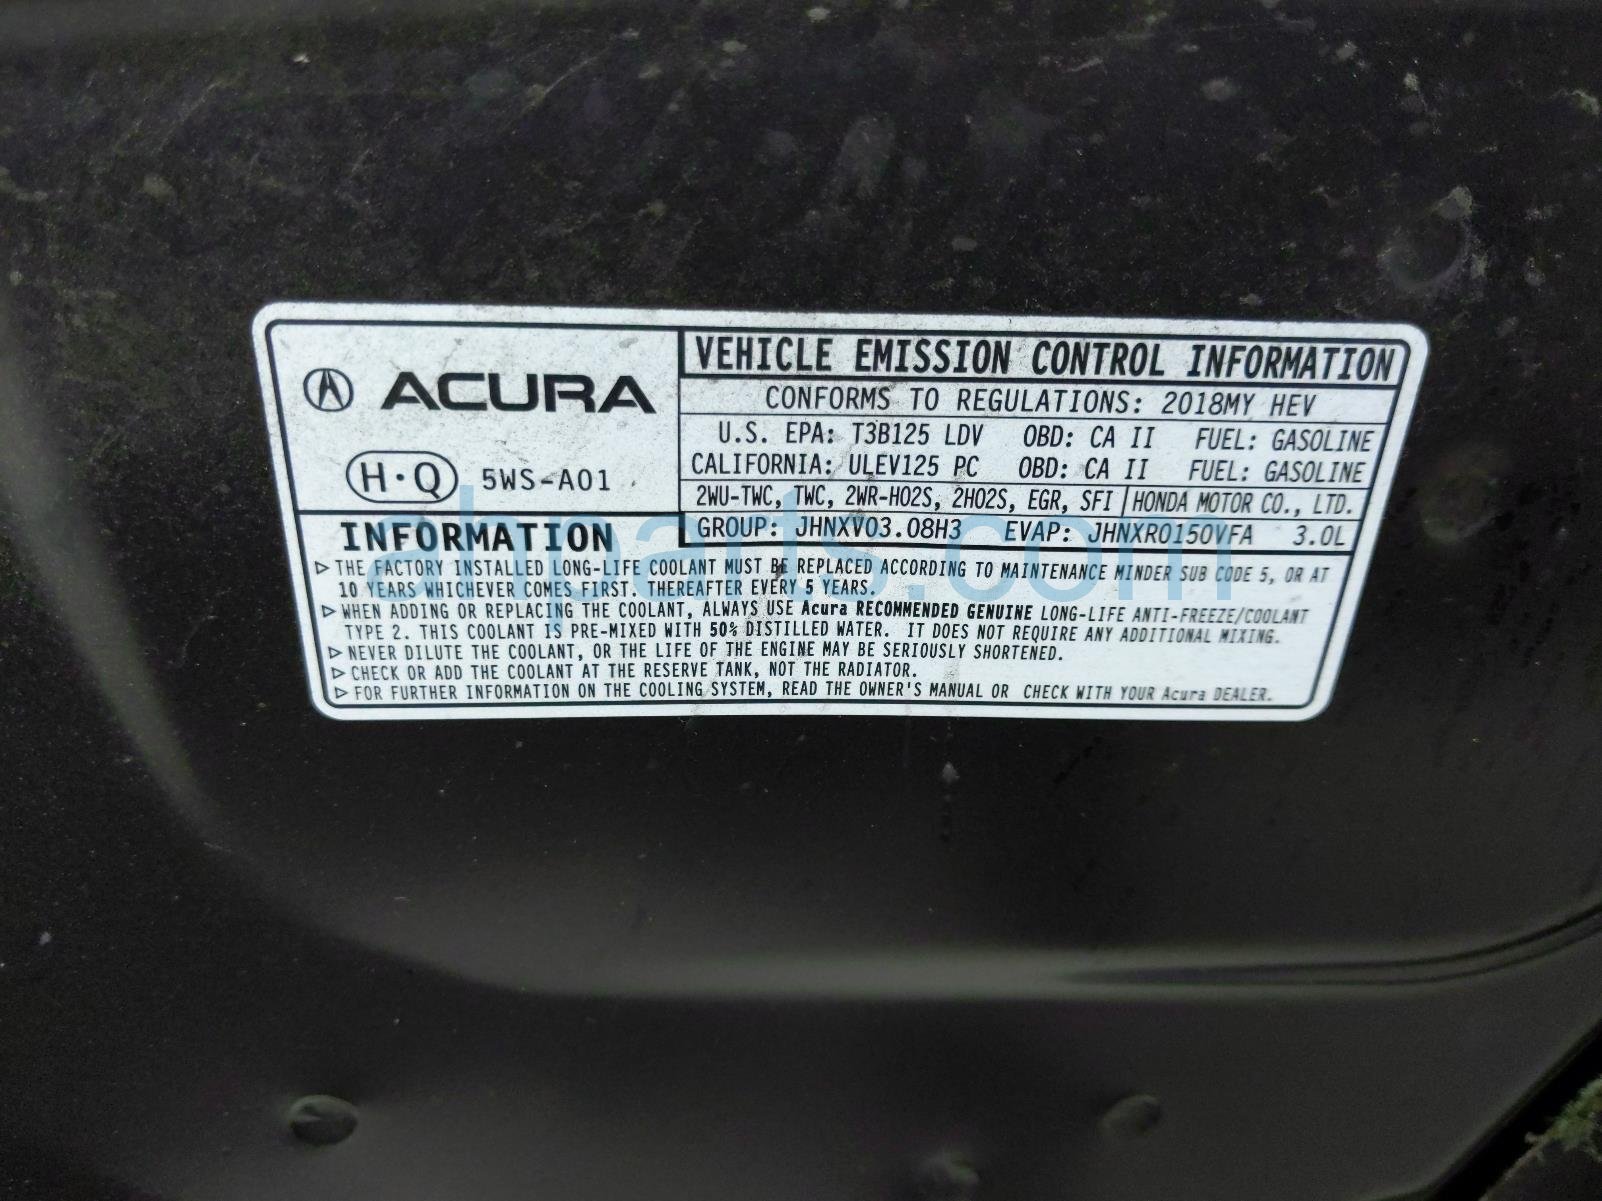 ACURA
H·Q 5WS-A01
VEHICLE EMISSION CONTROL INFORMATION
CONFORMS TO REGULATIONS: 2018MY HEV
U.S. EPA: T3B125 LDV OBD: CA II FUEL: GASOLINE
CALIFORNIA: ULEV125 PC OBD: CA II FUEL: GASOLINE
2WU-TWC, TWC, 2WR-HO2S, 2HO2S, EGR, SFI HONDA MOTOR CO., LTD.
GROUP: JHNXV03.08H3 EVAP: JHNXR0150VFA 3.0L
INFORMATION
▷ THE FACTORY INSTALLED LONG-LIFE COOLANT MUST BE REPLACED ACCORDING TO MAINTENANCE MINDER SUB CODE 5, OR AT
10 YEARS WHICHEVER COMES FIRST. THEREAFTER EVERY 5 YEARS.
▷ WHEN ADDING OR REPLACING THE COOLANT, ALWAYS USE Acura RECOMMENDED GENUINE LONG-LIFE ANTI-FREEZE/COOLANT
TYPE 2. THIS COOLANT IS PRE-MIXED WITH 50% DISTILLED WATER. IT DOES NOT REQUIRE ANY ADDITIONAL MIXING.
▷ NEVER DILUTE THE COOLANT, OR THE LIFE OF THE ENGINE MAY BE SERIOUSLY SHORTENED.
▷ CHECK OR ADD THE COOLANT AT THE RESERVE TANK, NOT THE RADIATOR.
▷ FOR FURTHER INFORMATION ON THE COOLING SYSTEM, READ THE OWNER'S MANUAL OR CHECK WITH YOUR Acura DEALER.
ahparts.com